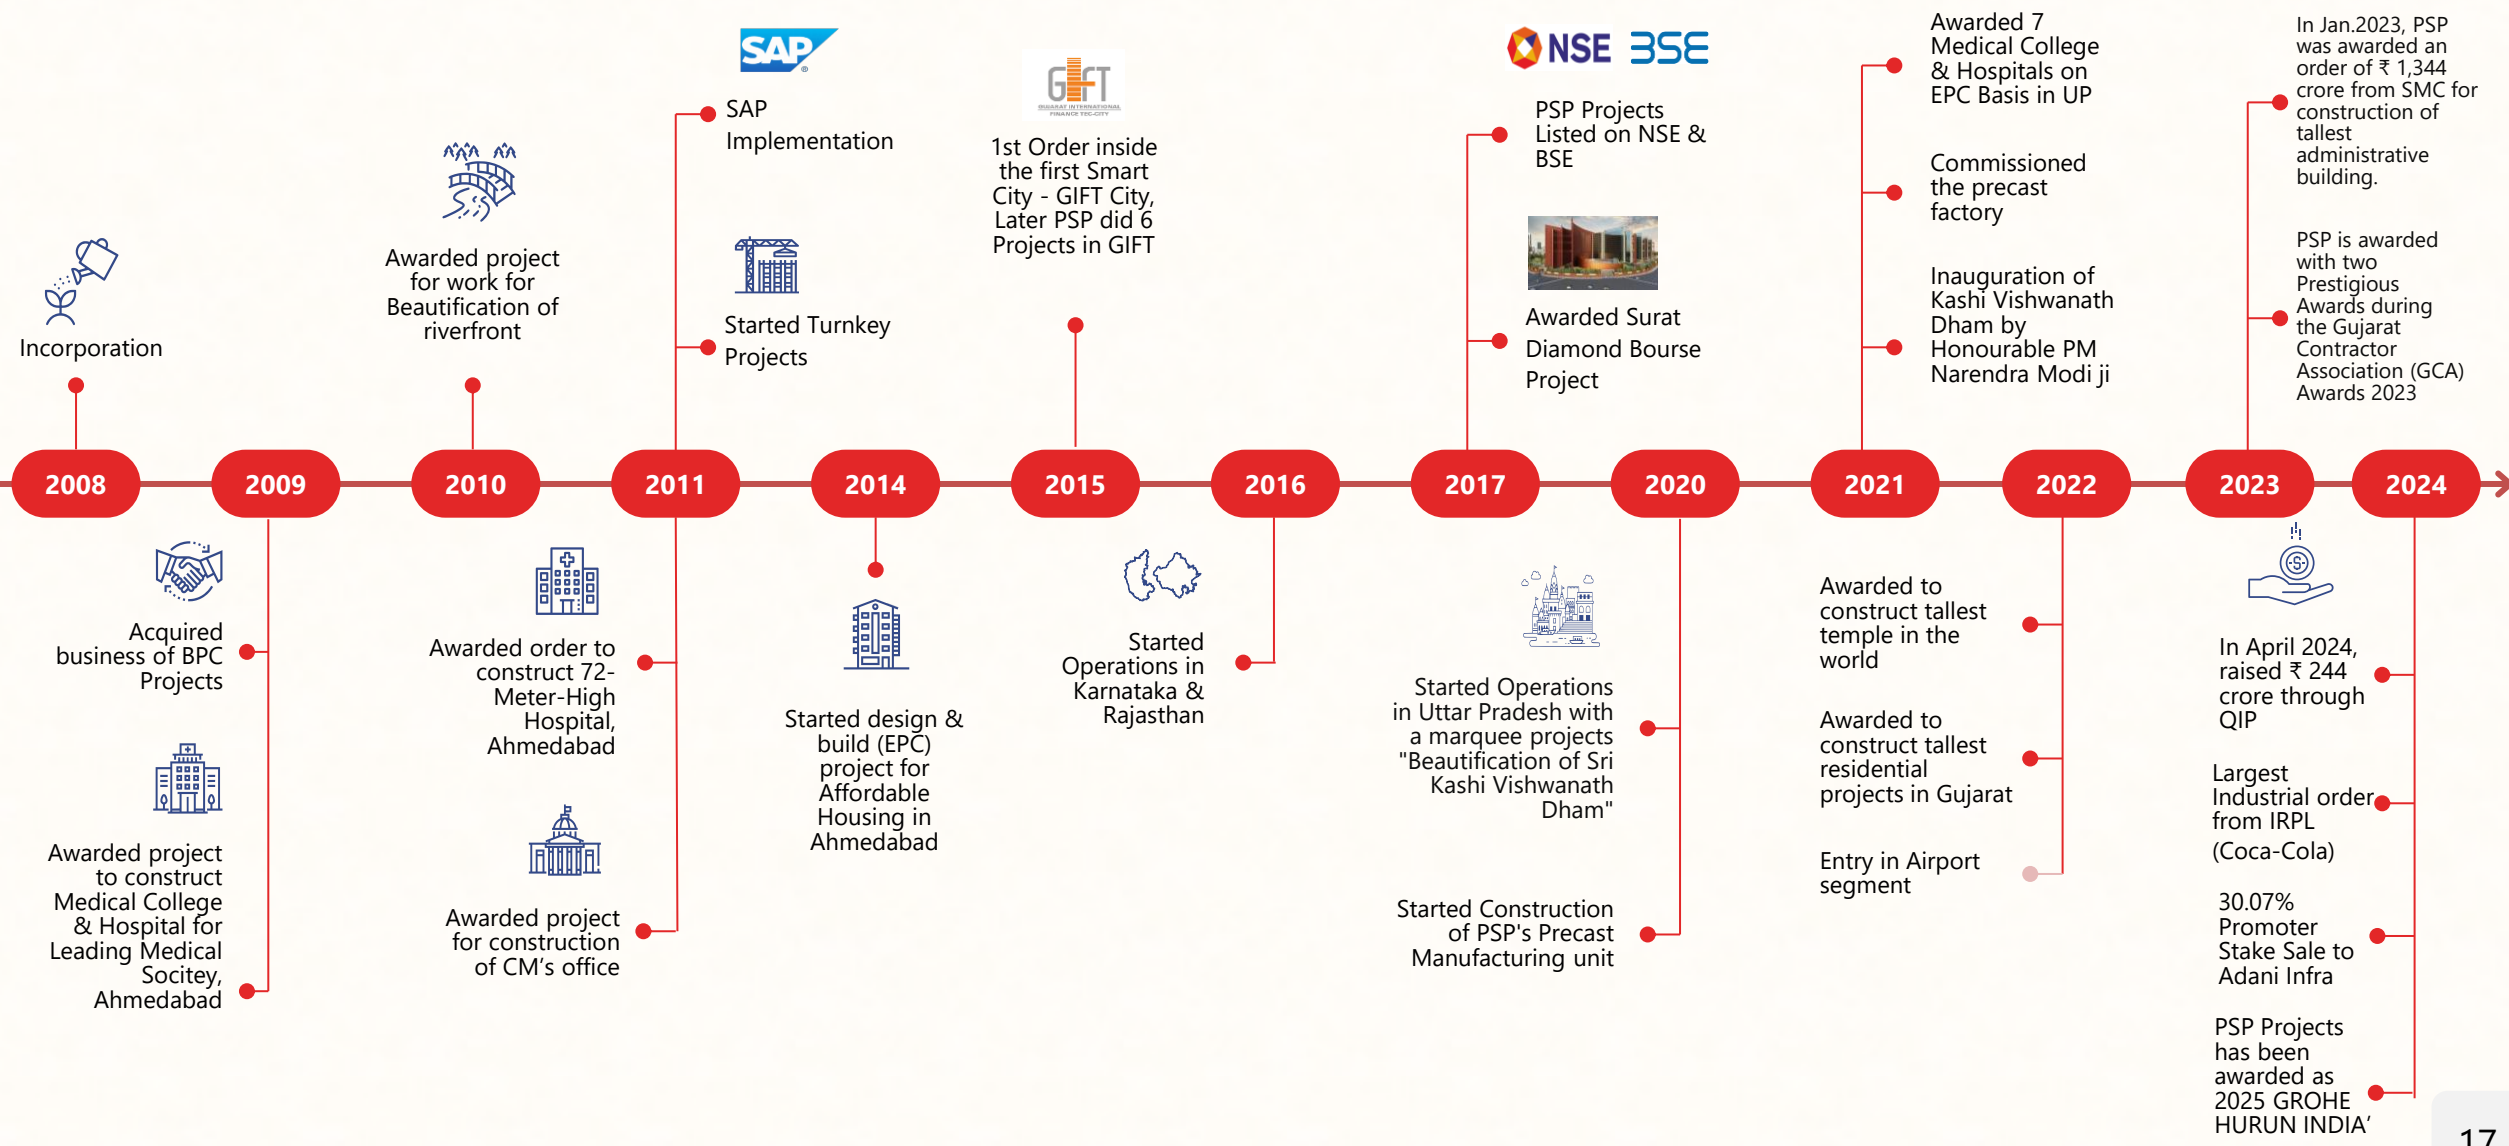 SAP
SAP
Implementation
Started Turnkey
Projects
GIFT
GUJARAT INTERNATIONAL
FINANCE TEC-CITY
1st Order inside
the first Smart
City - GIFT City,
Later PSP did 6
Projects in GIFT
NSE BSE
PSP Projects
Listed on NSE &
BSE
Awarded Surat
Diamond Bourse
Project
Awarded 7
Medical College
& Hospitals on
EPC Basis in UP
Commissioned
the precast
factory
Inauguration of
Kashi Vishwanath
Dham by
Honourable PM
Narendra Modi ji
In Jan.2023, PSP
was awarded an
order of ₹ 1,344
crore from SMC for
construction of
tallest
administrative
building.
PSP is awarded
with two
Prestigious
Awards during
the Gujarat
Contractor
Association (GCA)
Awards 2023
Incorporation
Awarded project
for work for
Beautification of
riverfront
2008 2009 2010 2011 2014 2015 2016 2017 2020 2021 2022 2023 2024
Acquired
business of BPC
Projects
Awarded project
to construct
Medical College
& Hospital for
Leading Medical
Socitey,
Ahmedabad
Awarded order to
construct 72-
Meter-High
Hospital,
Ahmedabad
Awarded project
for construction
of CM’s office
Started design &
build (EPC)
project for
Affordable
Housing in
Ahmedabad
Started
Operations in
Karnataka &
Rajasthan
Started Operations
in Uttar Pradesh with
a marquee projects
"Beautification of Sri
Kashi Vishwanath
Dham"
Started Construction
of PSP's Precast
Manufacturing unit
Awarded to
construct tallest
temple in the
world
Awarded to
construct tallest
residential
projects in Gujarat
Entry in Airport
segment
In April 2024,
raised ₹ 244
crore through
QIP
Largest
Industrial order
from IRPL
(Coca-Cola)
30.07%
Promoter
Stake Sale to
Adani Infra
PSP Projects
has been
awarded as
2025 GROHE
HURUN INDIA’
17